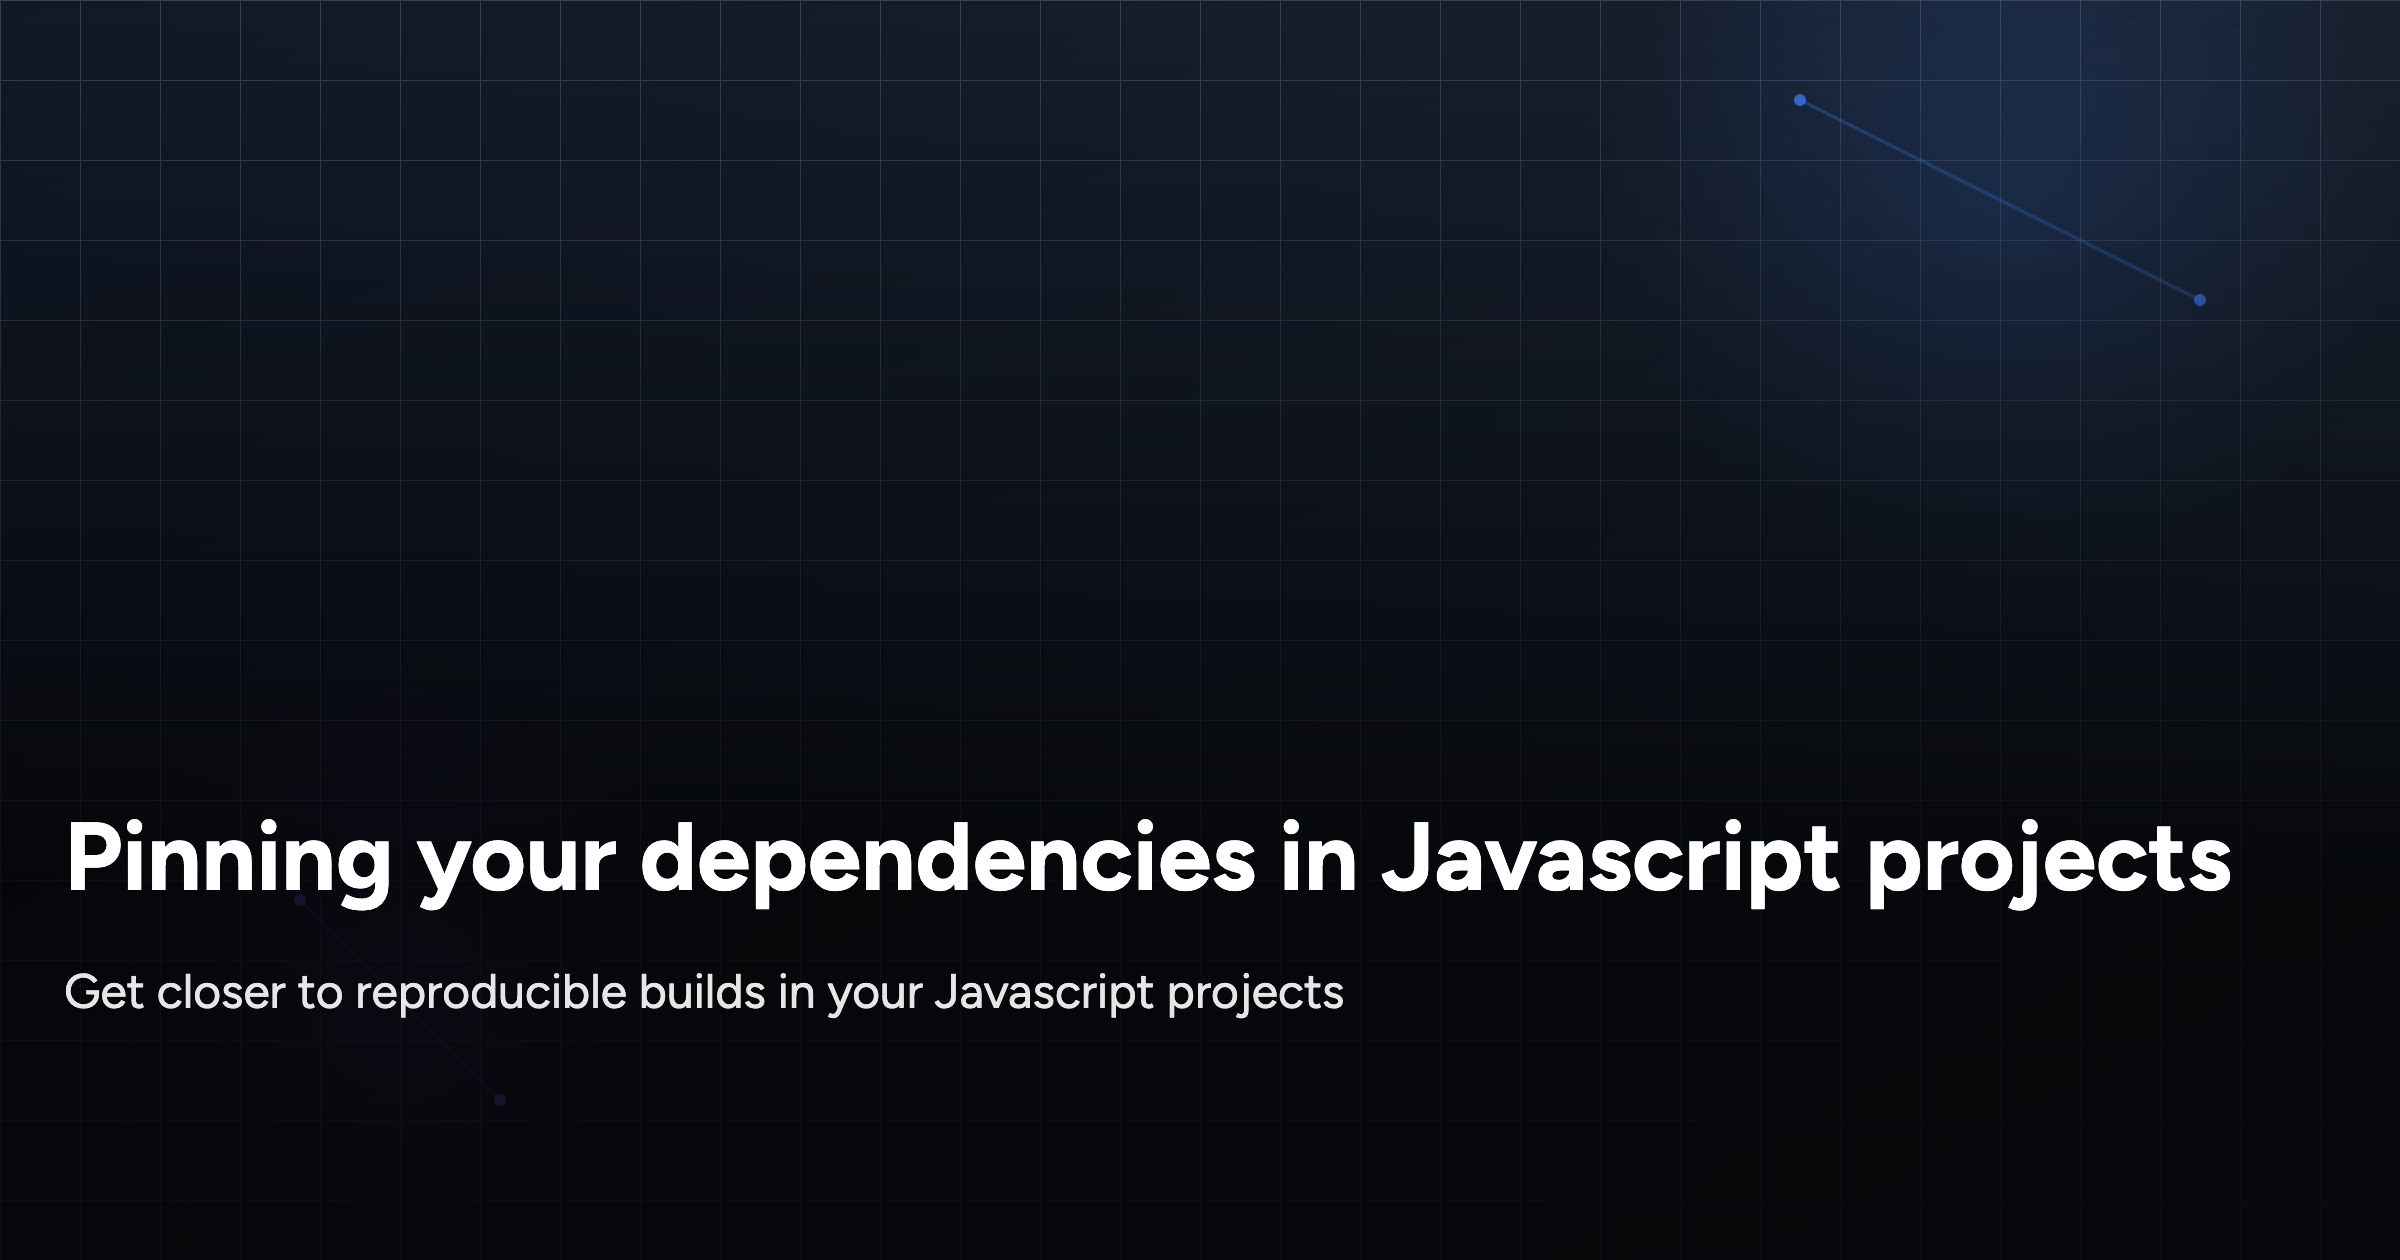 Pinning your dependencies in Javascript projects
Get closer to reproducible builds in your Javascript projects